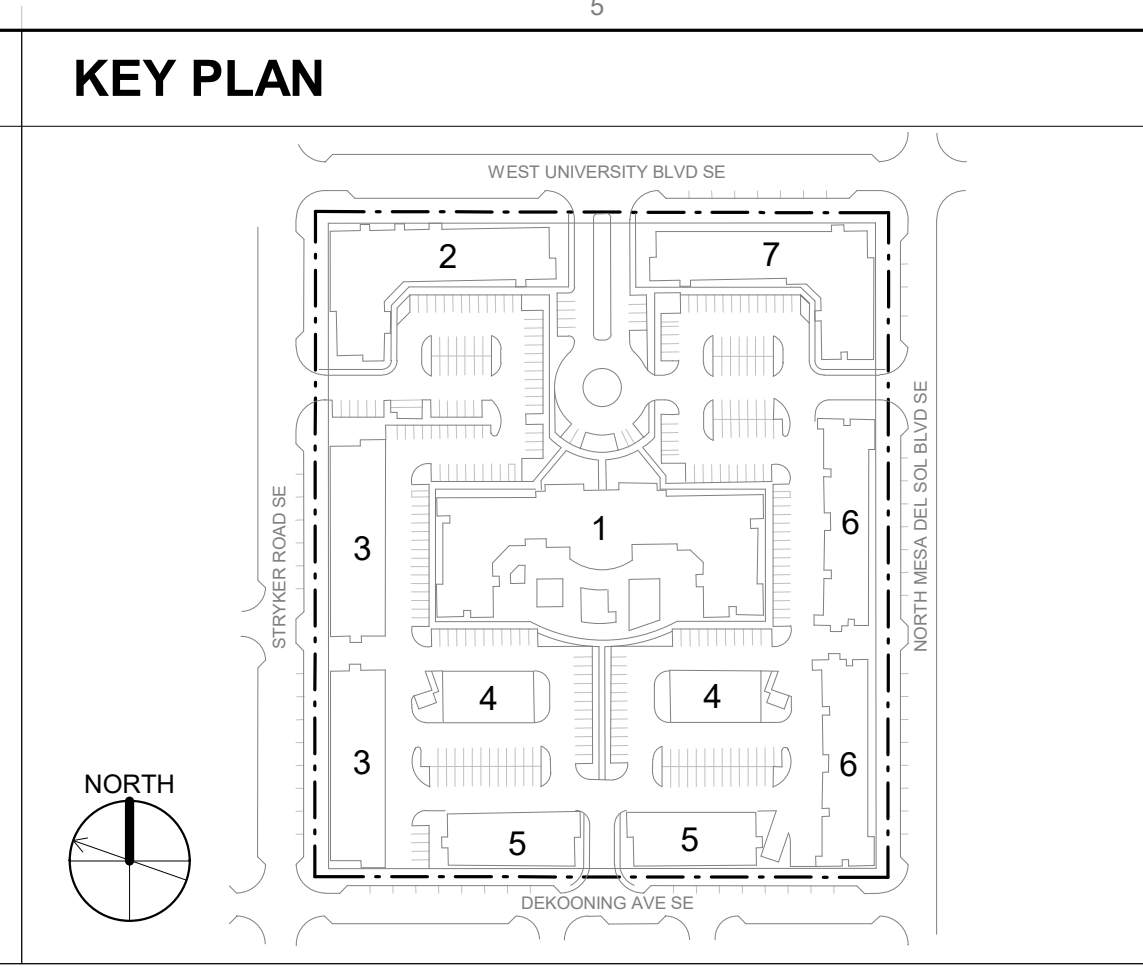 5
KEY PLAN
WEST UNIVERSITY BLVD SE
2
7
NORTH MESA DEL SOL BLVD SE
STRYKER ROAD SE
1
6
3
4
4
3
6
NORTH
5
5
DEKOONING AVE SE